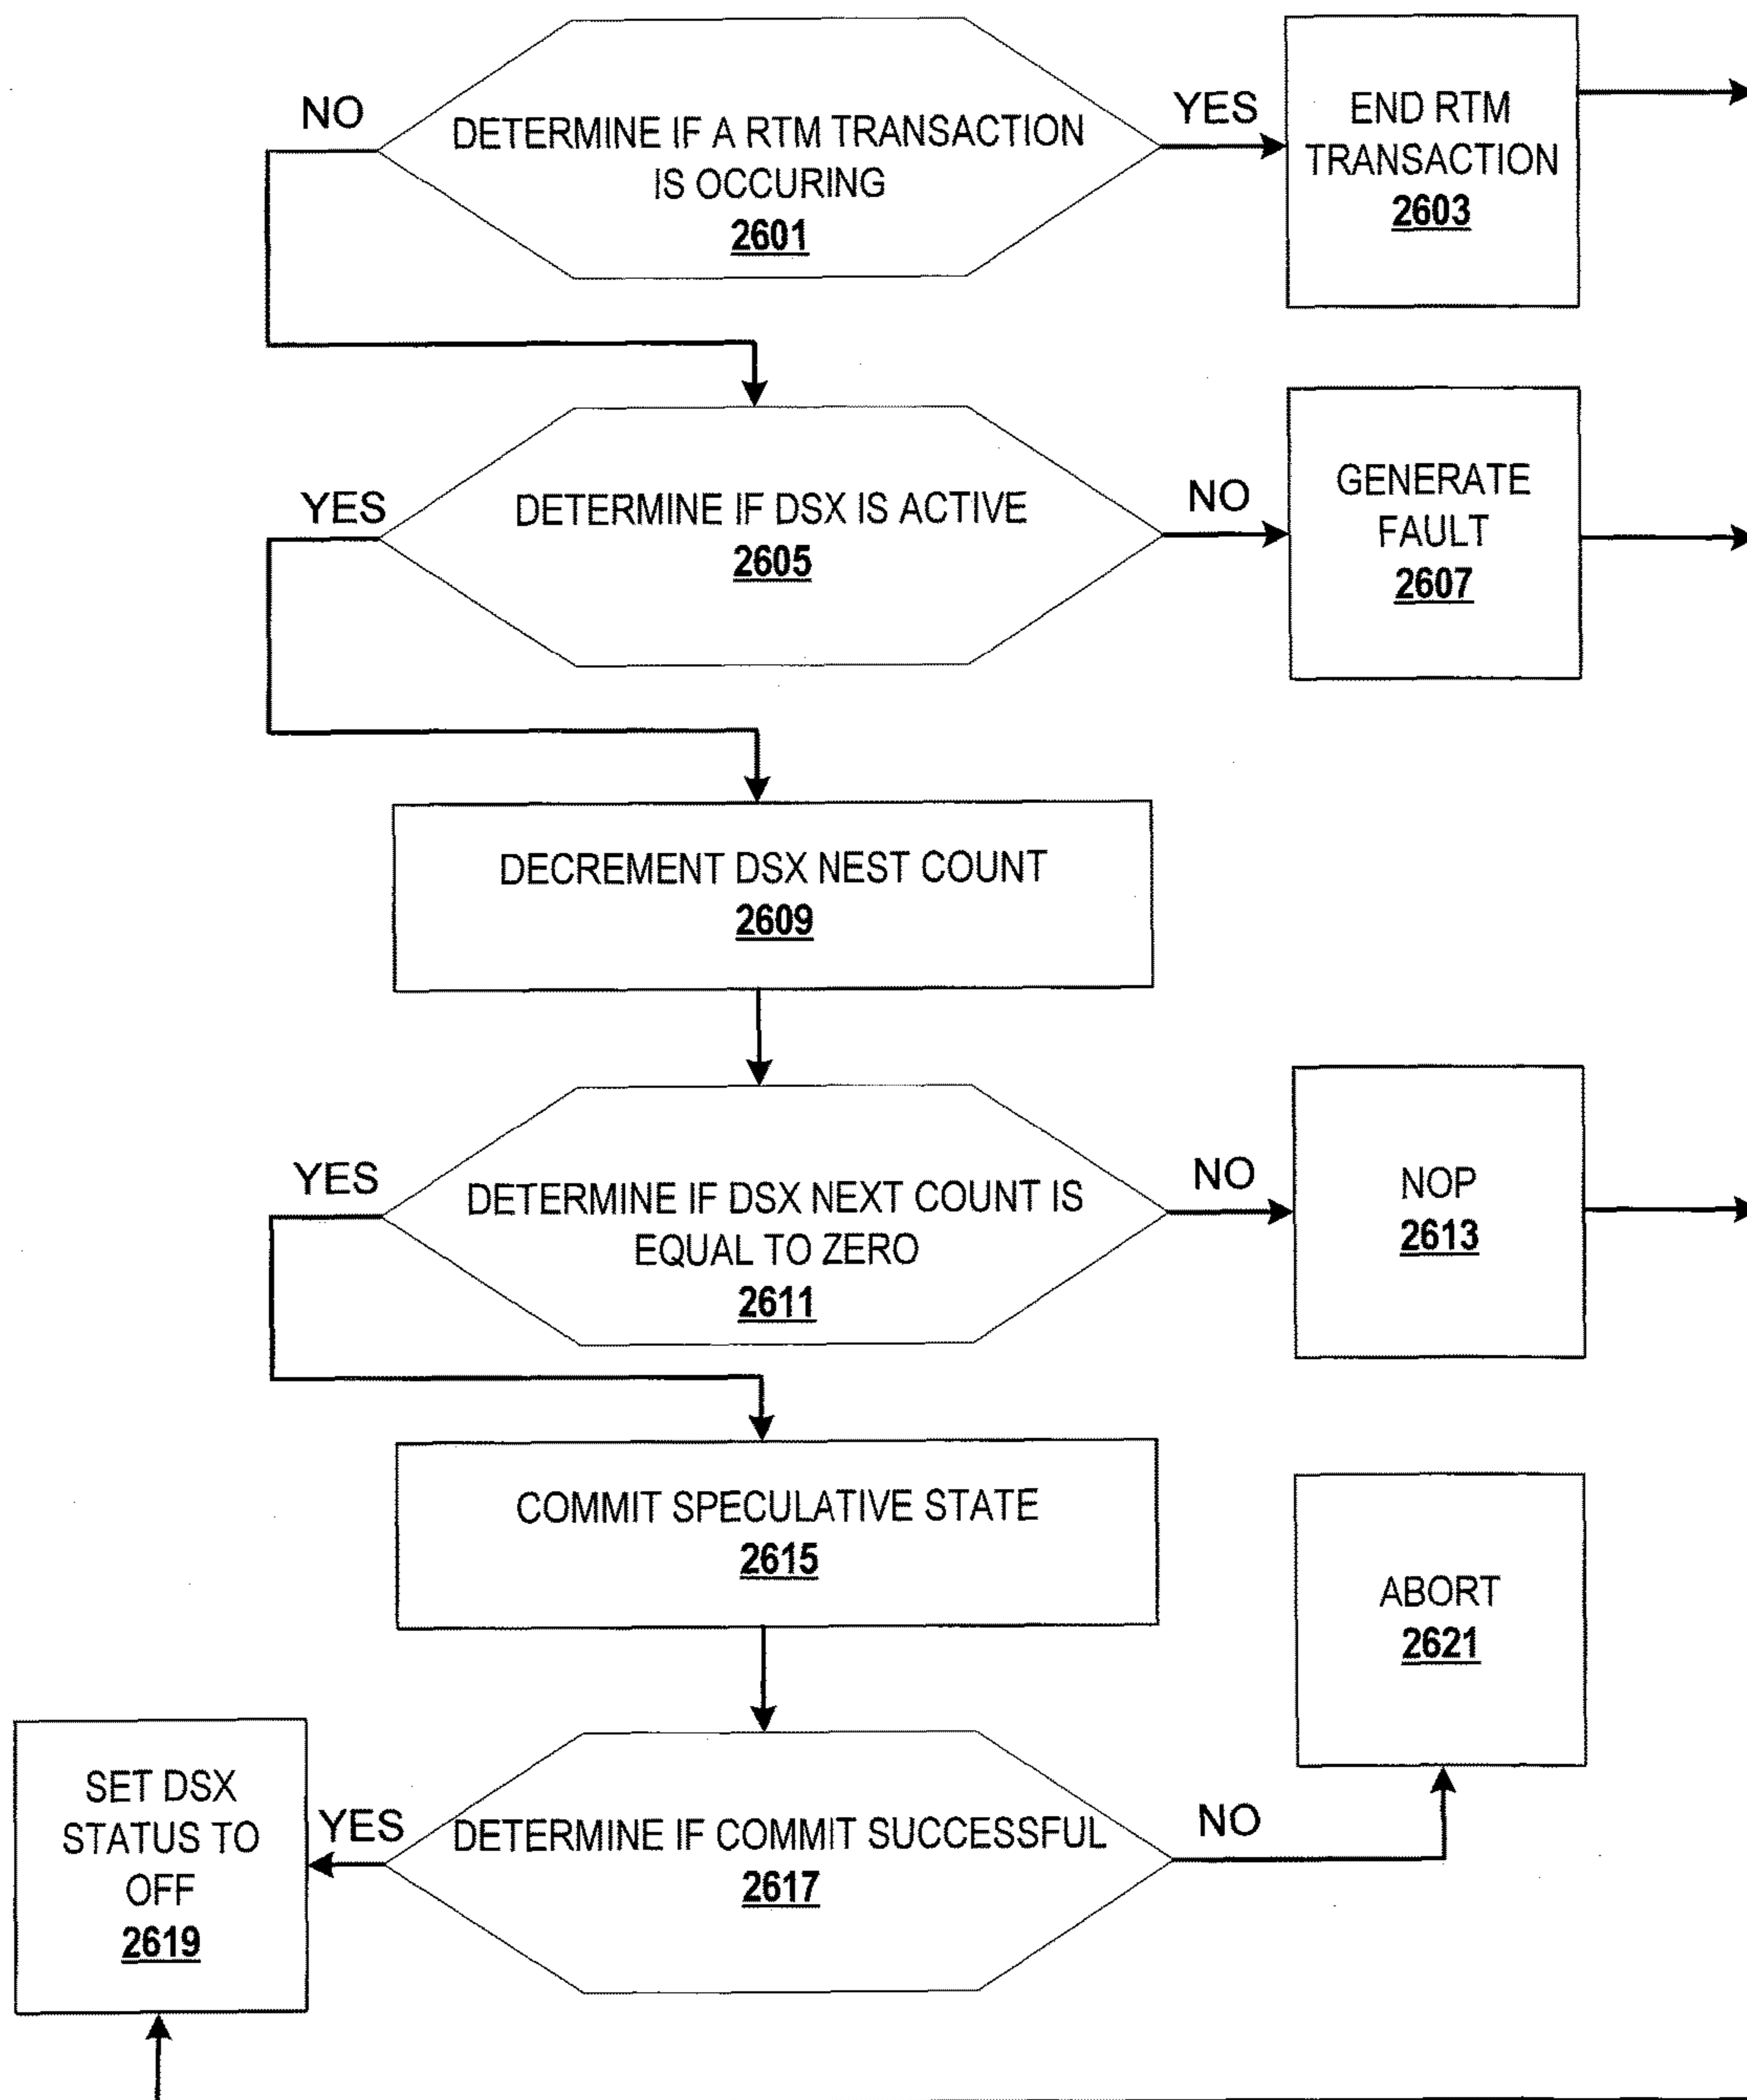 NO
DETERMINE IF A RTM TRANSACTION
IS OCCURING
2601
YES
END RTM
TRANSACTION
2603
YES
DETERMINE IF DSX IS ACTIVE
2605
NO
GENERATE
FAULT
2607
DECREMENT DSX NEST COUNT
2609
YES
DETERMINE IF DSX NEXT COUNT IS
EQUAL TO ZERO
2611
NO
NOP
2613
COMMIT SPECULATIVE STATE
2615
ABORT
2621
SET DSX
STATUS TO
OFF
2619
YES
DETERMINE IF COMMIT SUCCESSFUL
2617
NO